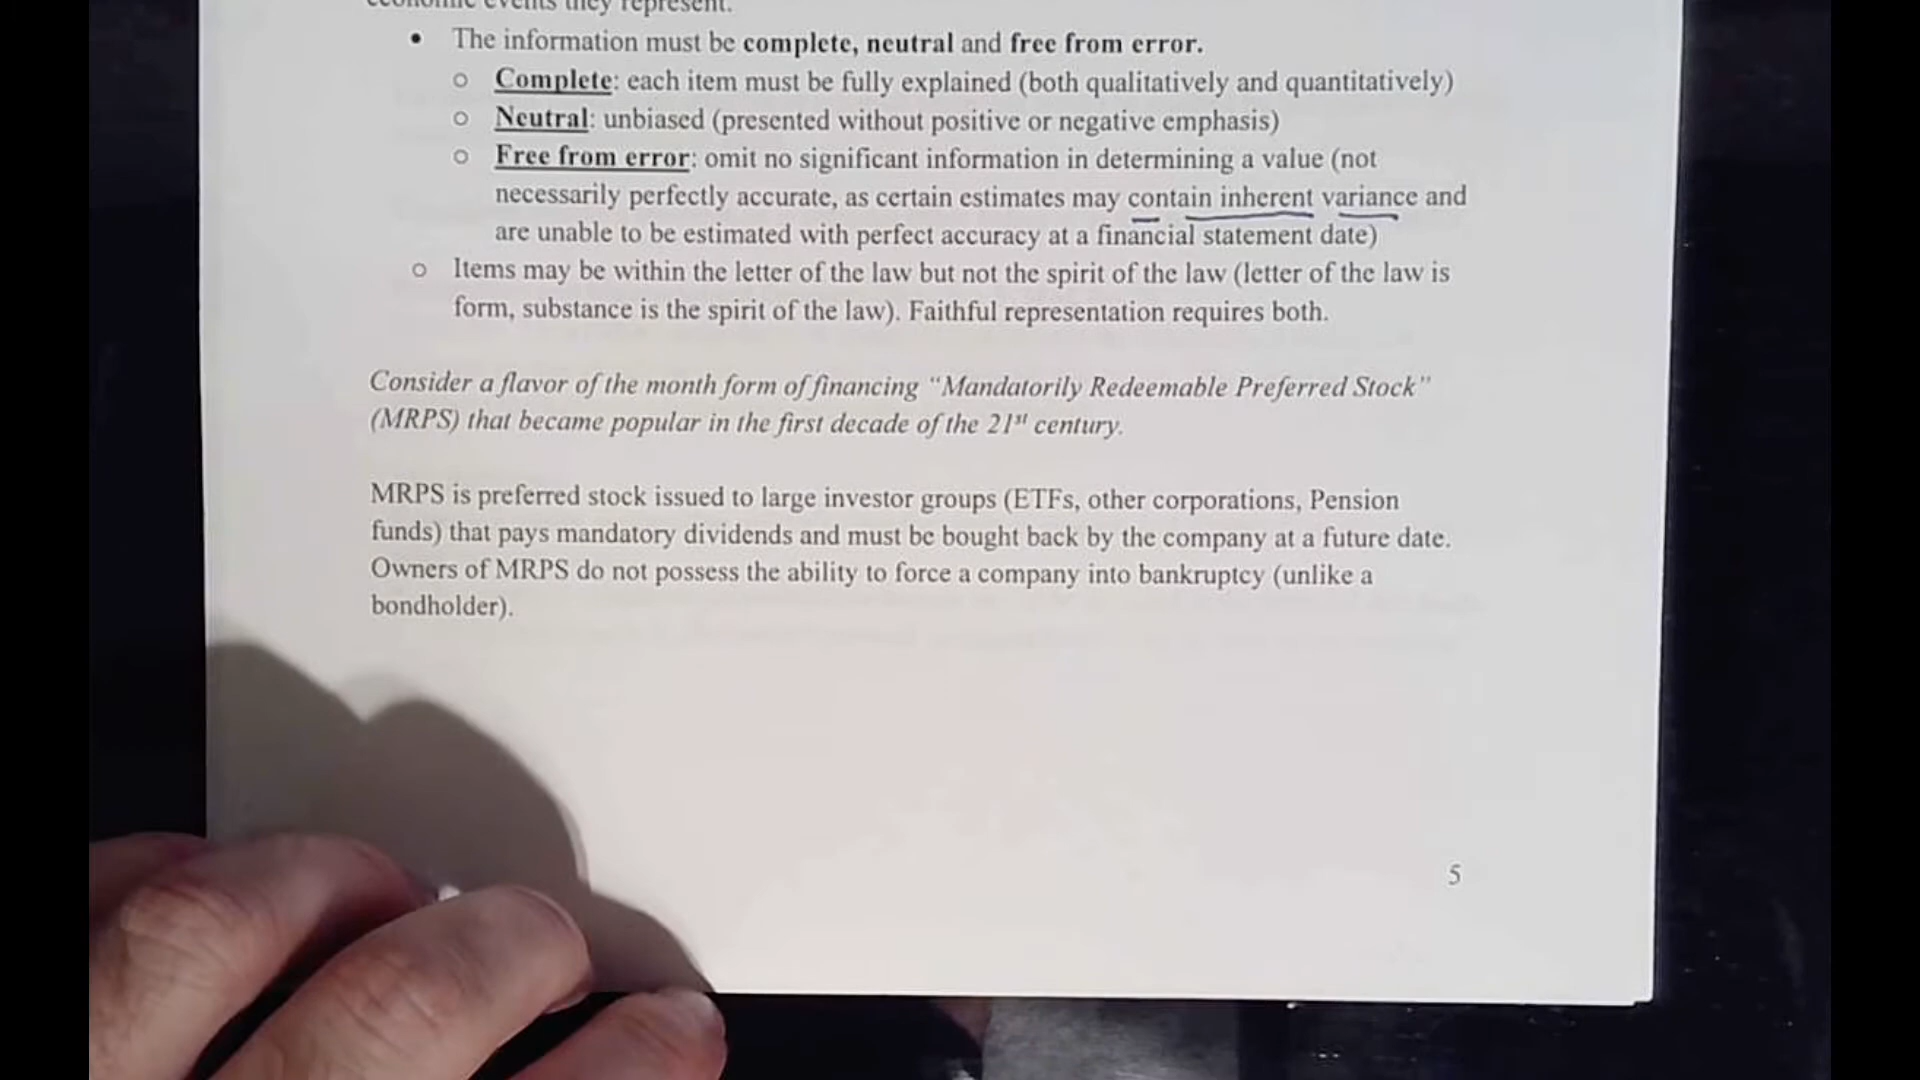 economic events they represent.
• The information must be complete, neutral and free from error.
o Complete: each item must be fully explained (both qualitatively and quantitatively)
o Neutral: unbiased (presented without positive or negative emphasis)
o Free from error: omit no significant information in determining a value (not
necessarily perfectly accurate, as certain estimates may contain inherent variance and
are unable to be estimated with perfect accuracy at a financial statement date)
o Items may be within the letter of the law but not the spirit of the law (letter of the law is
form, substance is the spirit of the law). Faithful representation requires both.
Consider a flavor of the month form of financing “Mandatorily Redeemable Preferred Stock”
(MRPS) that became popular in the first decade of the 21st century.
MRPS is preferred stock issued to large investor groups (ETFs, other corporations, Pension
funds) that pays mandatory dividends and must be bought back by the company at a future date.
Owners of MRPS do not possess the ability to force a company into bankruptcy (unlike a
bondholder).
5